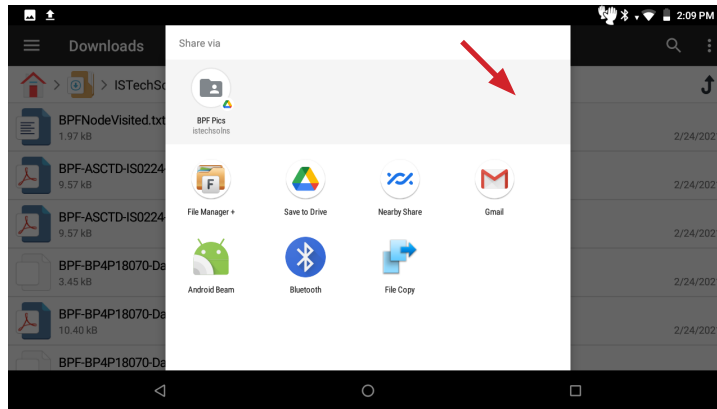 2:09 PM
Downloads
Share via
> > ISTechSo
BPF Pics
istechsolns
BPFNodeVisited.txt
1.97 kB
2/24/202
BPF-ASCTD-IS0224-
9.57 kB
2/24/202
File Manager +
Save to Drive
Nearby Share
Gmail
BPF-ASCTD-IS0224-
9.57 kB
2/24/202
BPF-BP4P18070-Da
3.45 kB
2/24/202
Android Beam
Bluetooth
File Copy
BPF-BP4P18070-Da
10.40 kB
2/24/202
BPF-BP4P18070-Da